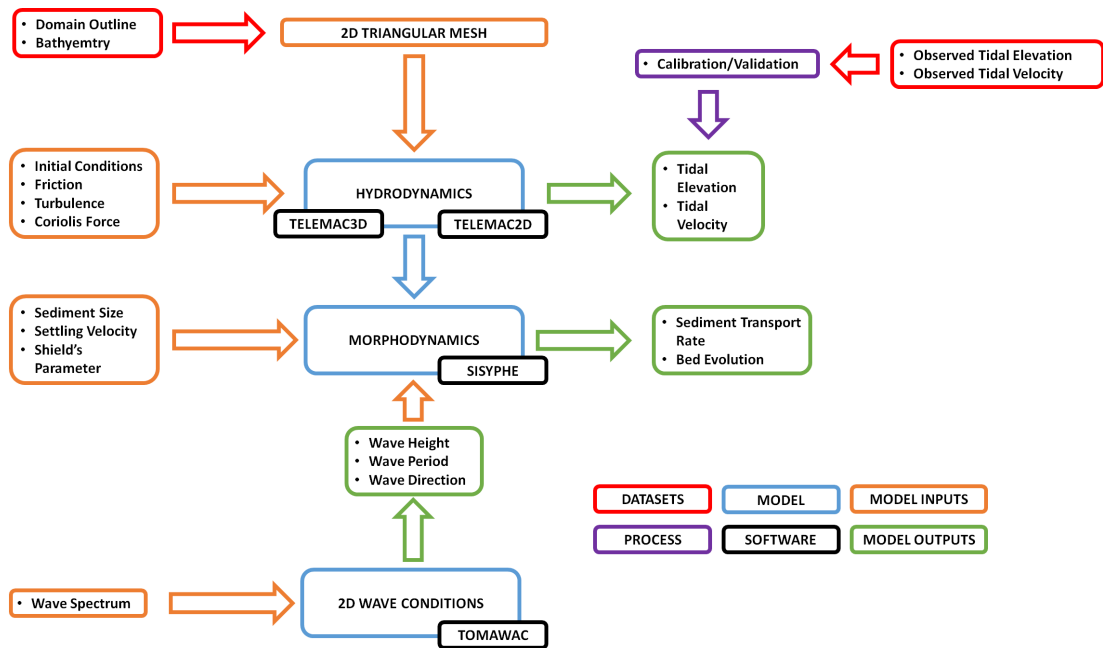 • Domain Outline
• Bathyemtry
2D TRIANGULAR MESH
• Calibration/Validation
• Observed Tidal Elevation
• Observed Tidal Velocity
• Initial Conditions
• Friction
• Turbulence
• Coriolis Force
HYDRODYNAMICS
TELEMAC3D
TELEMAC2D
• Tidal
Elevation
• Tidal
Velocity
• Sediment Size
• Settling Velocity
• Shield's
Parameter
MORPHODYNAMICS
SISYPHE
• Sediment Transport
Rate
• Bed Evolution
• Wave Height
• Wave Period
• Wave Direction
DATASETS
MODEL
MODEL INPUTS
PROCESS
SOFTWARE
MODEL OUTPUTS
• Wave Spectrum
2D WAVE CONDITIONS
TOMAWAC